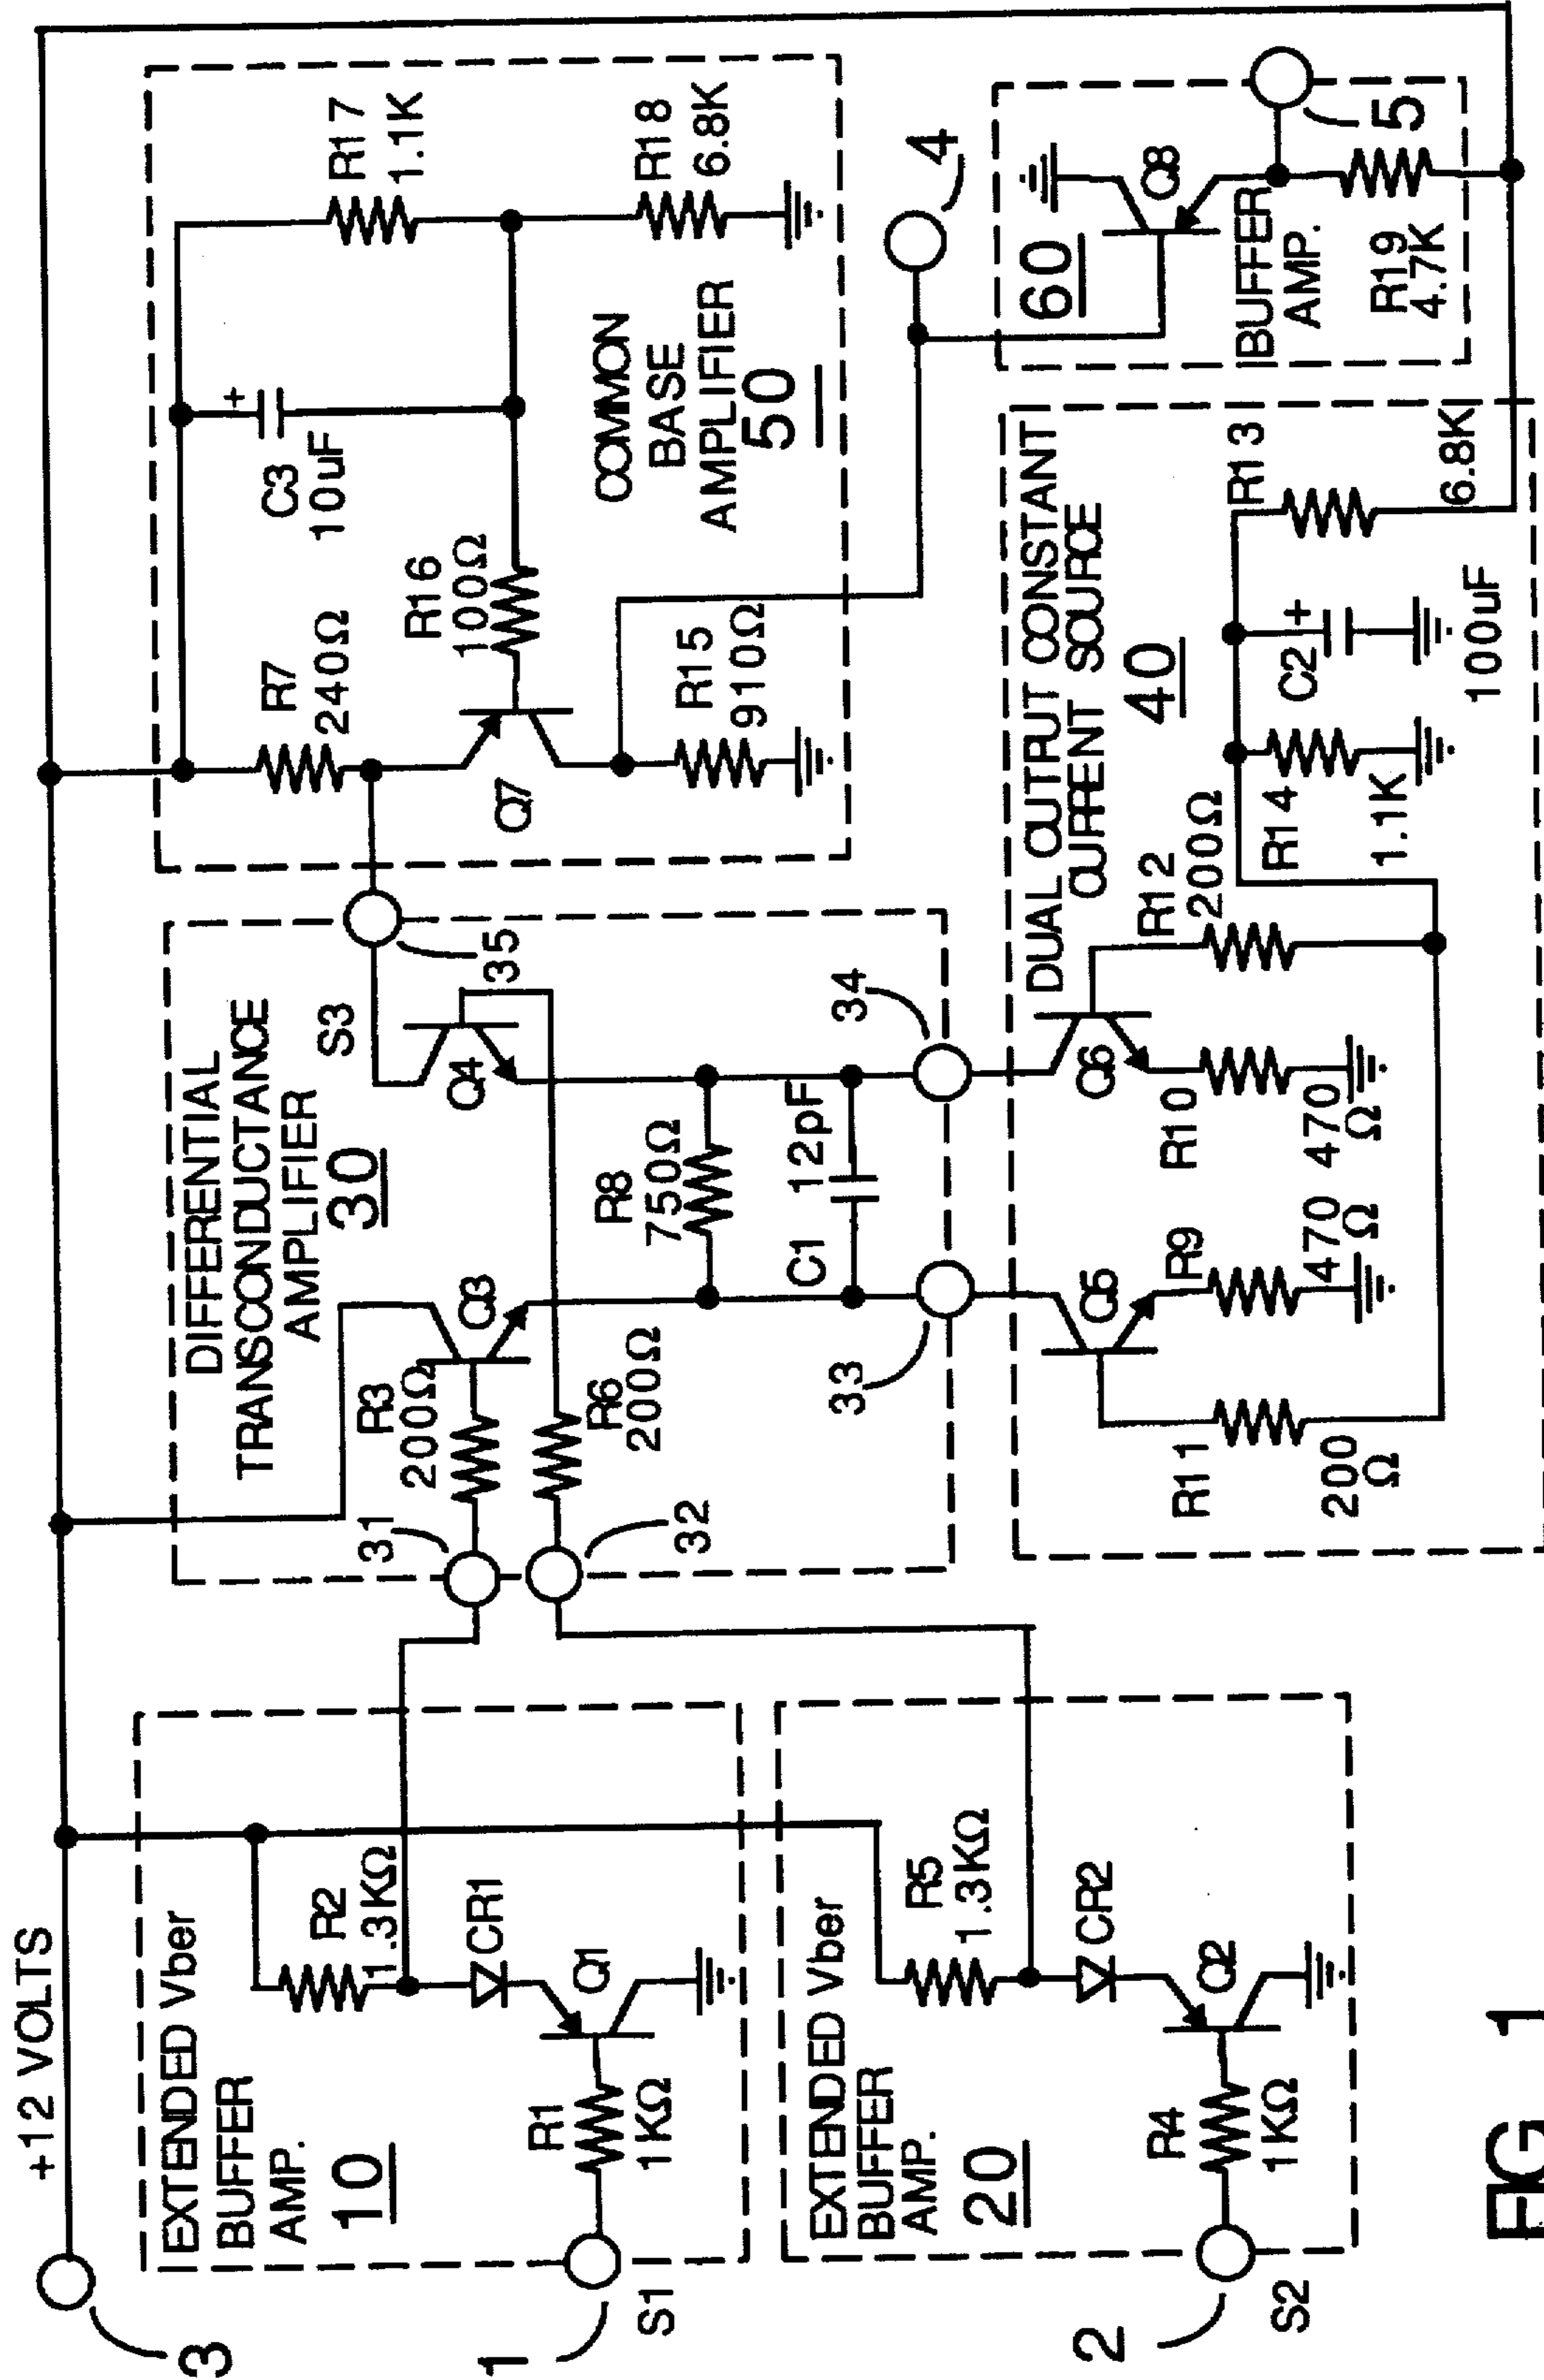 +12 VOLTS
3
EXTENDED Vber
BUFFER
AMP.
10
R2
1.3KΩ
CR1
Q1
R1
1KΩ
1
S1
EXTENDED Vber
BUFFER
AMP.
20
R5
1.3KΩ
CR2
Q2
R4
1KΩ
2
S2
DIFFERENTIAL
TRANSCONDUCTANCE
AMPLIFIER
30
31
32
R3
200Ω
Q3
R6
200Ω
S3
35
Q4
R8
750Ω
C1
12pF
33
34
COMMON
BASE
AMPLIFIER
50
R7
240Ω
Q7
R16
100Ω
C3
10uF
R17
1.1K
R18
6.8K
R15
910Ω
4
DUAL OUTRUT CONSTANT
CURRENT SOURCE
40
Q5
R9
470
Ω
R11
200
Ω
Q6
R10
470
Ω
R12
200Ω
R14
1.1K
C2
+
100uF
R13
6.8K
60
Q8
BUFFER
AMP.
R19
4.7K
5
+
FIG 1